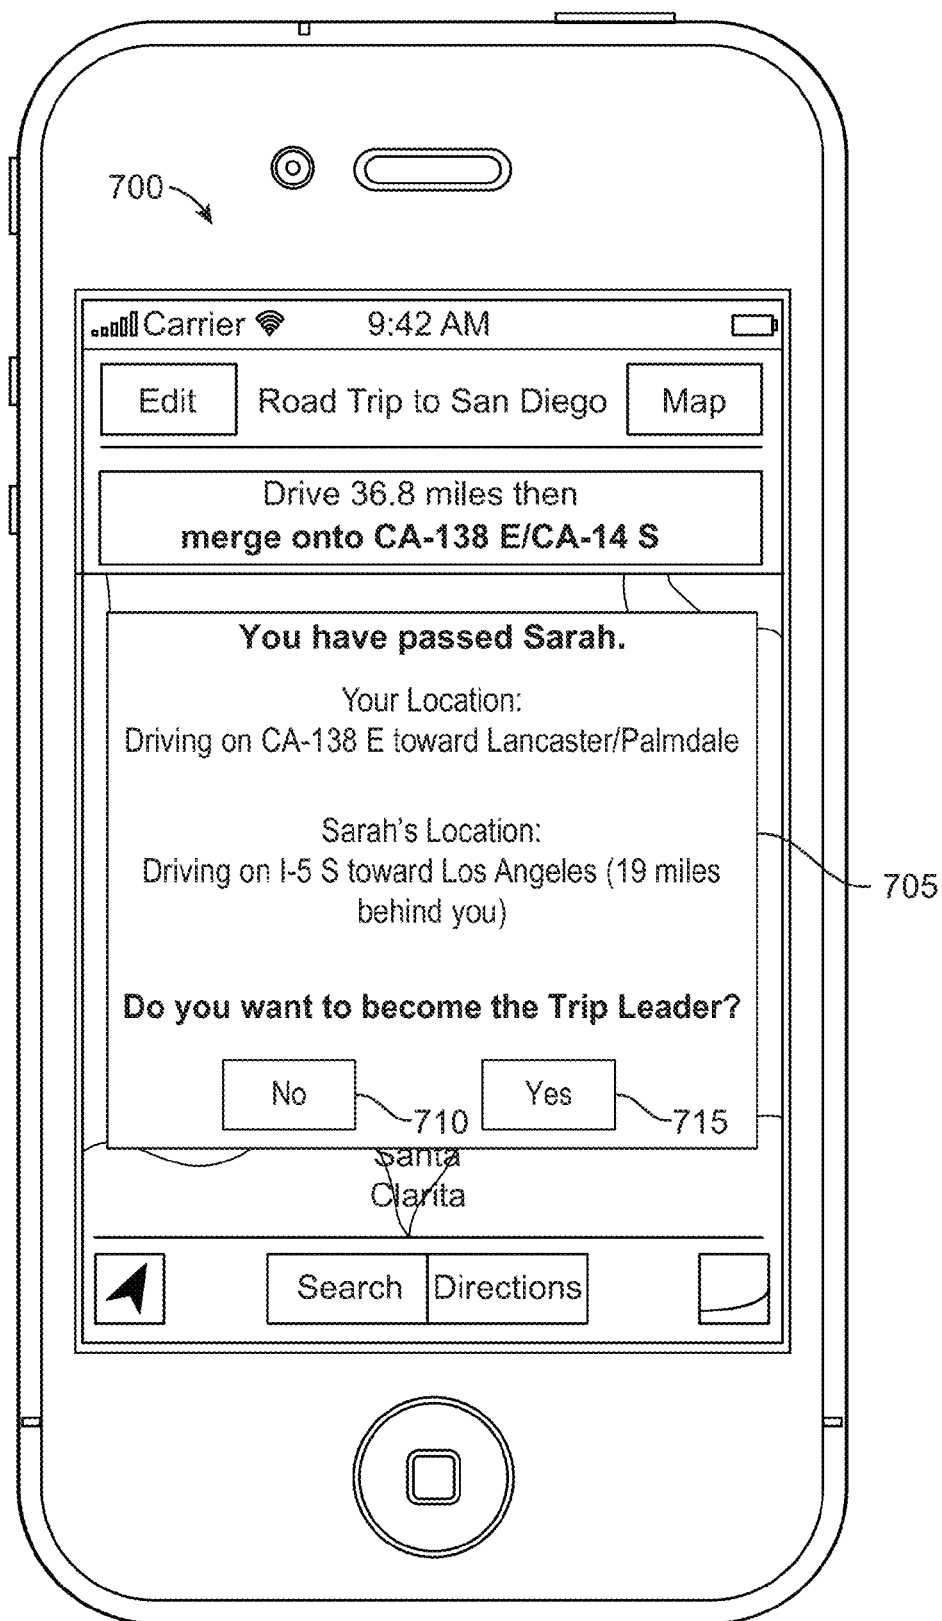 700
Carrier 9:42 AM
Edit Road Trip to San Diego Map
Drive 36.8 miles then
merge onto CA-138 E/CA-14 S
You have passed Sarah.
Your Location:
Driving on CA-138 E toward Lancaster/Palmdale
Sarah's Location:
Driving on I-5 S toward Los Angeles (19 miles
behind you)
705
Do you want to become the Trip Leader?
No 710 Yes 715
Santa
Clarita
Search Directions